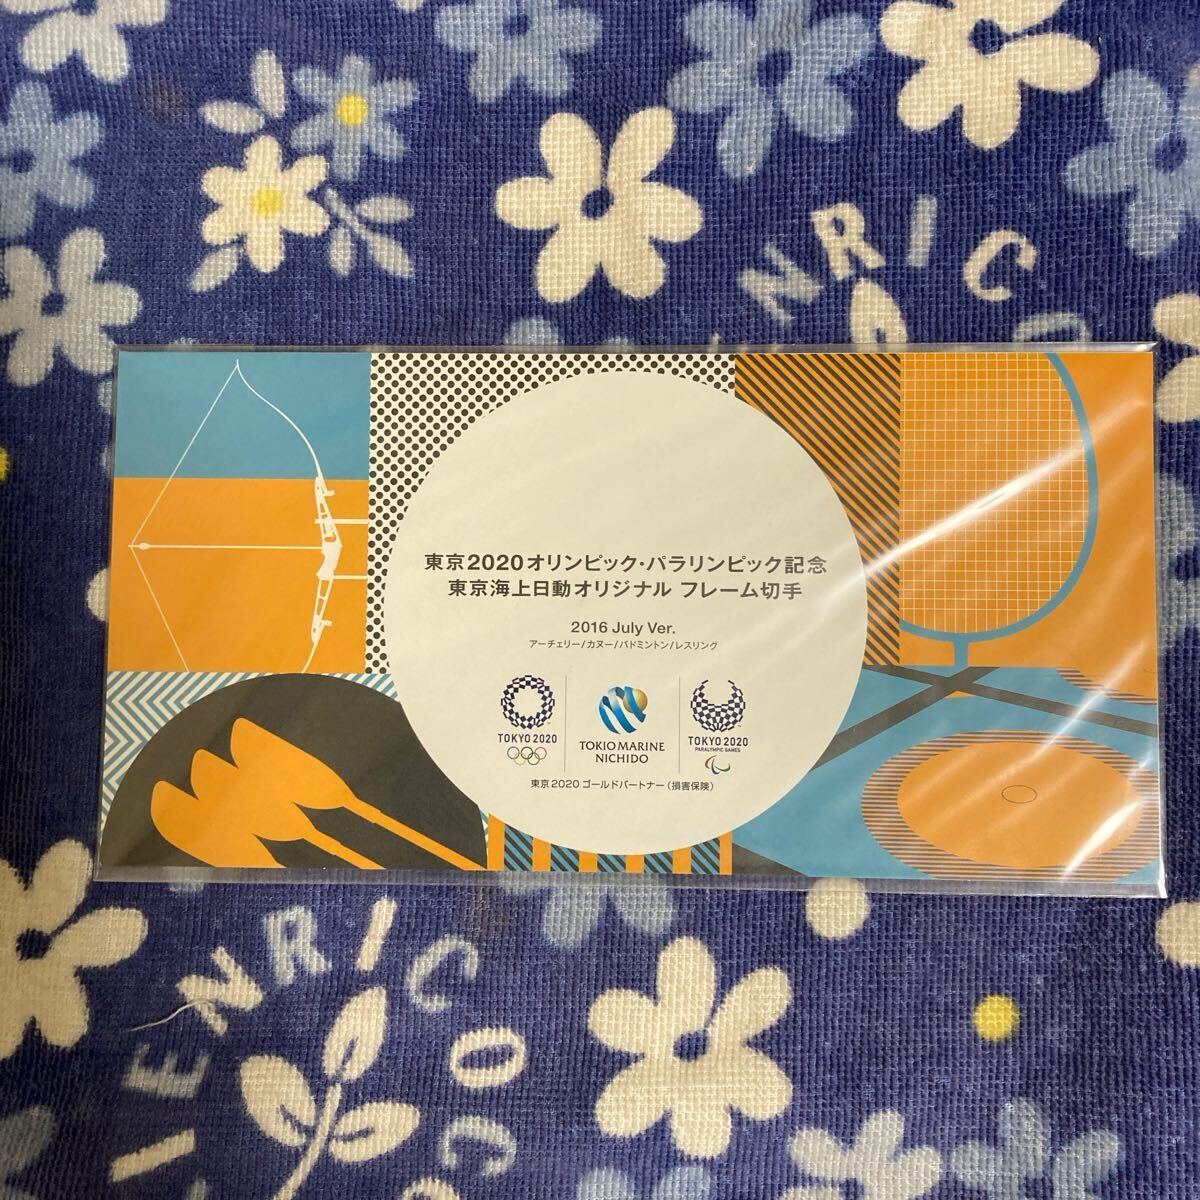 ENRICO
東京2020オリンピック・パラリンピック記念
東京海上日動オリジナル フレーム切手
2016 July Ver.
アーチェリー/カヌー/バドミントン/レスリング
TOKYO 2020
TOKIO MARINE
NICHIDO
TOKYO 2020
PARALYMPIC GAMES
東京2020 ゴールドパートナー（損害保険）
ENRICO